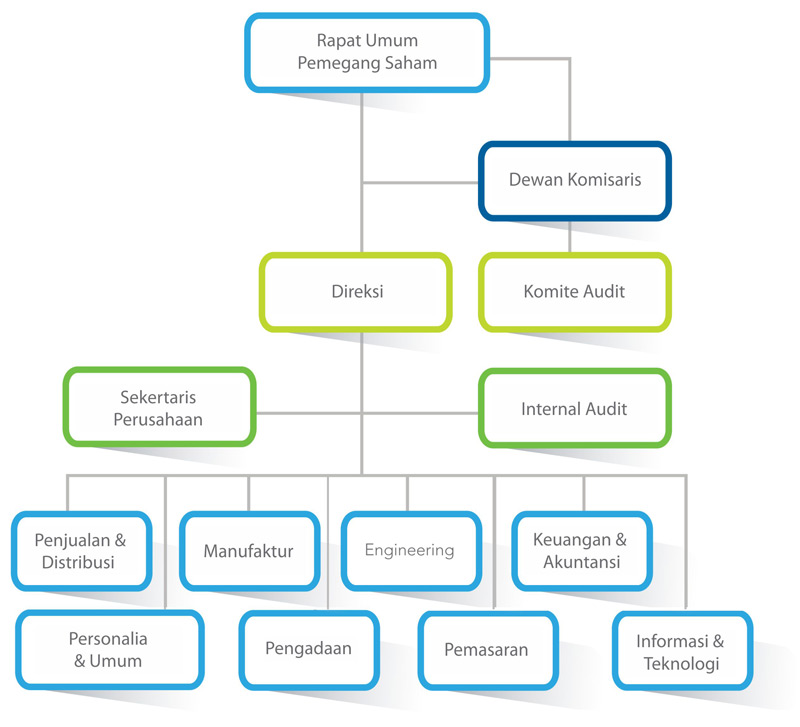 Rapat Umum
Pemegang Saham
Dewan Komisaris
Direksi
Komite Audit
Sekertaris
Perusahaan
Internal Audit
Penjualan &
Distribusi
Manufaktur
Engineering
Keuangan &
Akuntansi
Personalia
& Umum
Pengadaan
Pemasaran
Informasi &
Teknologi